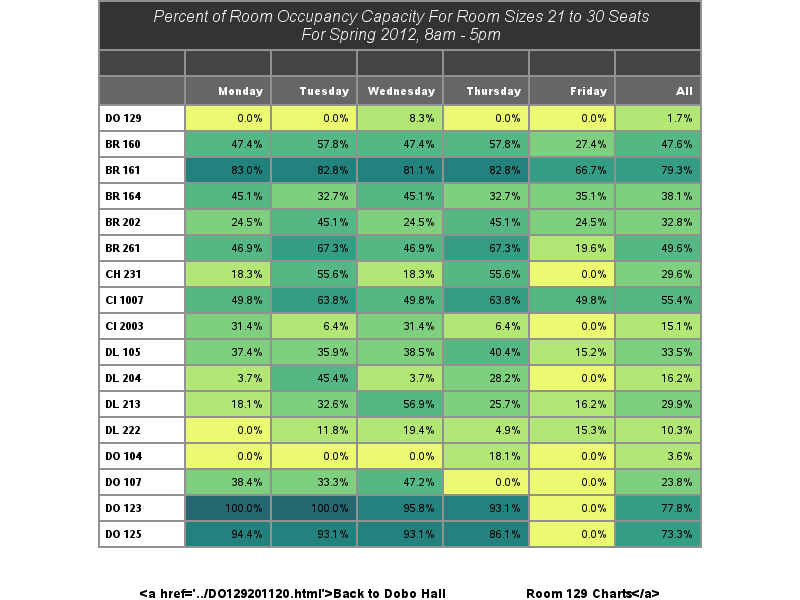 Percent of Room Occupancy Capacity For Room Sizes 21 to 30 Seats
For Spring 2012, 8am - 5pm
Monday Tuesday Wednesday Thursday Friday All
DO 129 0.0% 0.0% 8.3% 0.0% 0.0% 1.7%
BR 160 47.4% 57.8% 47.4% 57.8% 27.4% 47.6%
BR 161 83.0% 82.8% 81.1% 82.8% 66.7% 79.3%
BR 164 45.1% 32.7% 45.1% 32.7% 35.1% 38.1%
BR 202 24.5% 45.1% 24.5% 45.1% 24.5% 32.8%
BR 261 46.9% 67.3% 46.9% 67.3% 19.6% 49.6%
CH 231 18.3% 55.6% 18.3% 55.6% 0.0% 29.6%
CI 1007 49.8% 63.8% 49.8% 63.8% 49.8% 55.4%
CI 2003 31.4% 6.4% 31.4% 6.4% 0.0% 15.1%
DL 105 37.4% 35.9% 38.5% 40.4% 15.2% 33.5%
DL 204 3.7% 45.4% 3.7% 28.2% 0.0% 16.2%
DL 213 18.1% 32.6% 56.9% 25.7% 16.2% 29.9%
DL 222 0.0% 11.8% 19.4% 4.9% 15.3% 10.3%
DO 104 0.0% 0.0% 0.0% 18.1% 0.0% 3.6%
DO 107 38.4% 33.3% 47.2% 0.0% 0.0% 23.8%
DO 123 100.0% 100.0% 95.8% 93.1% 0.0% 77.8%
DO 125 94.4% 93.1% 93.1% 86.1% 0.0% 73.3%
<a href='../DO129201120.html'>Back to Dobo Hall Room 129 Charts</a>